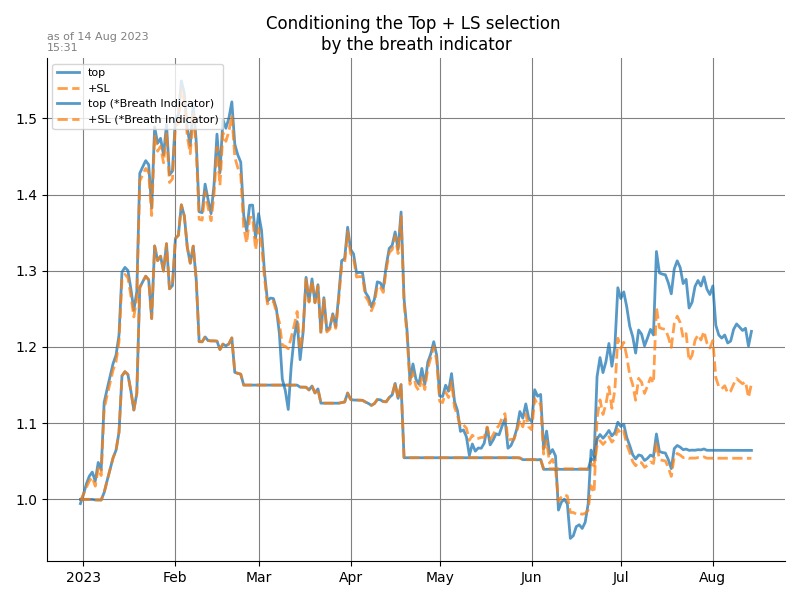 Conditioning the Top + LS selection
by the breath indicator
as of 14 Aug 2023
15:31
top
+SL
top (*Breath Indicator)
+SL (*Breath Indicator)
1.5
1.4
1.3
1.2
1.1
1.0
2023 Feb Mar Apr May Jun Jul Aug